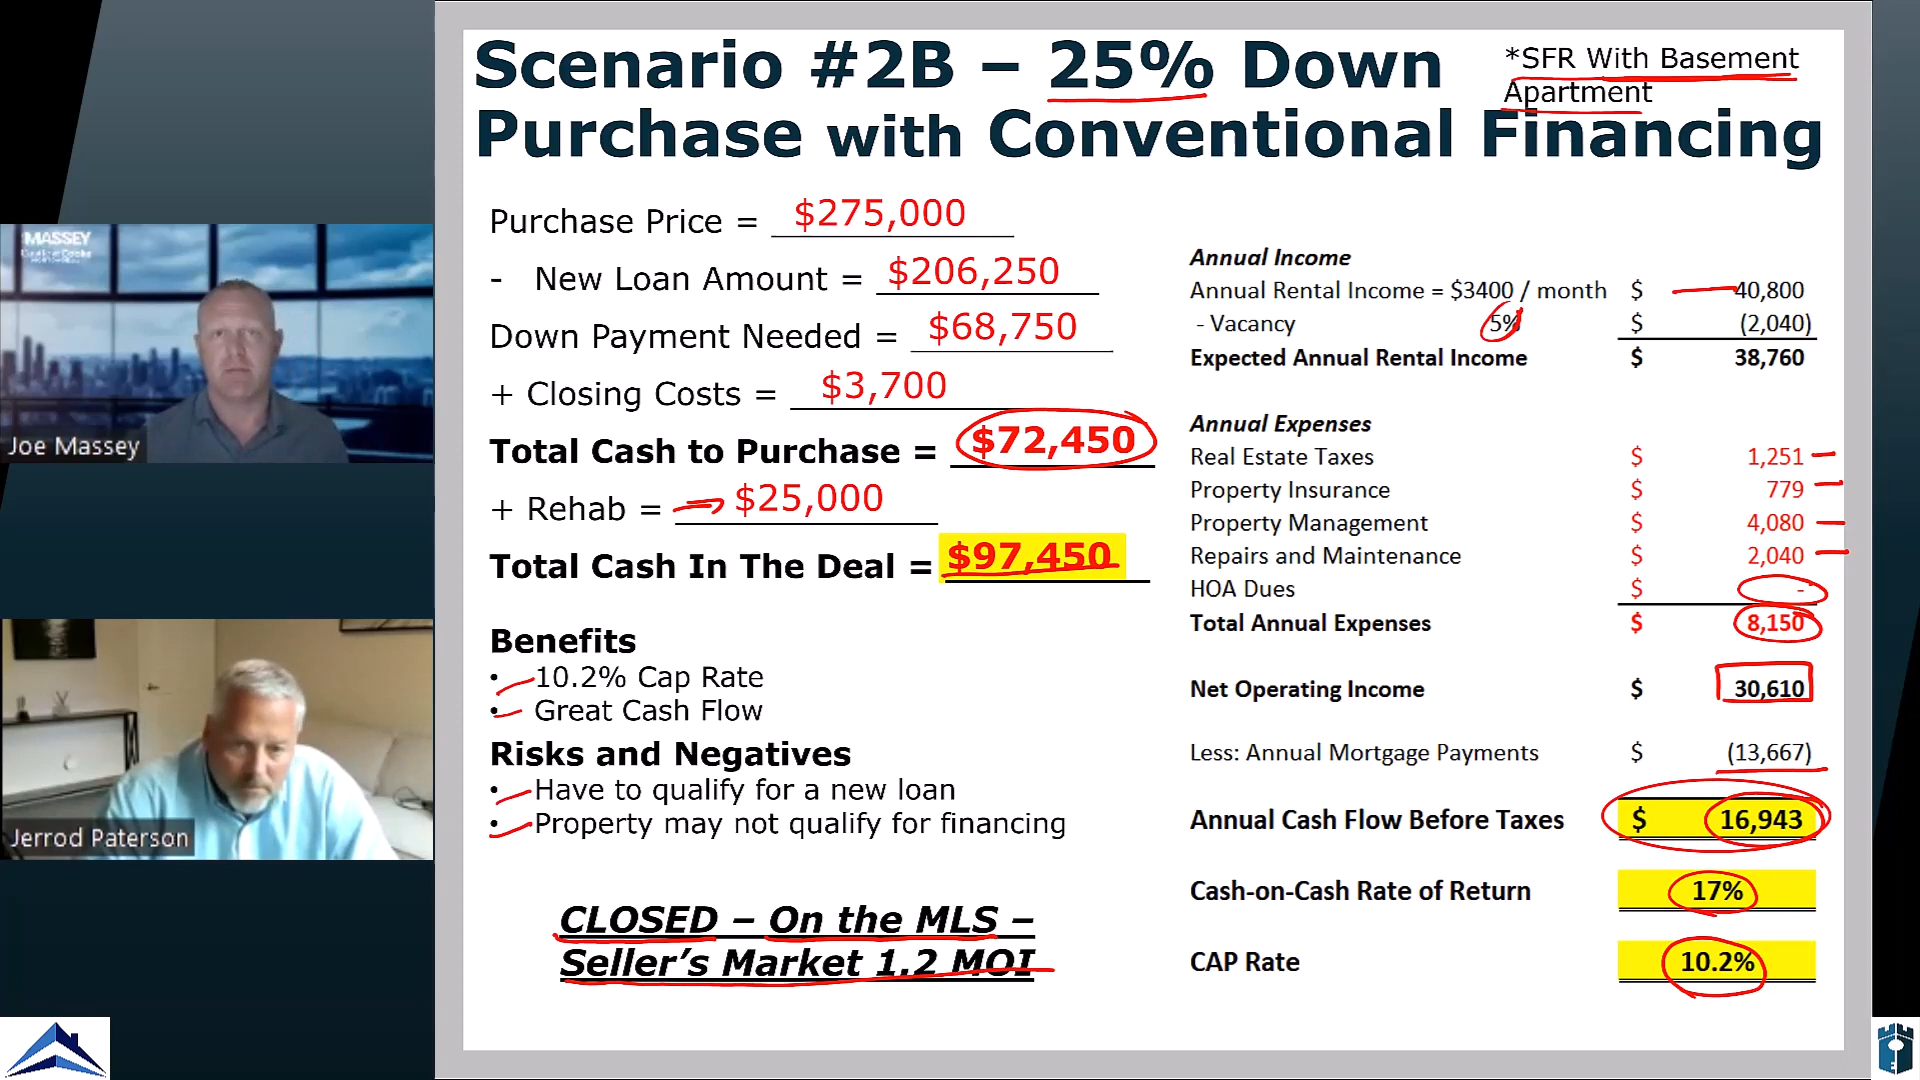 Scenario #2B – 25% Down
Purchase with Conventional Financing
*SFR With Basement
Apartment
Purchase Price = $275,000
- New Loan Amount = $206,250
Down Payment Needed = $68,750
+ Closing Costs = $3,700
Total Cash to Purchase = $72,450
+ Rehab = $25,000
Total Cash In The Deal = $97,450
Benefits
• 10.2% Cap Rate
• Great Cash Flow
Risks and Negatives
• Have to qualify for a new loan
• Property may not qualify for financing
CLOSED – On the MLS –
Seller's Market 1.2 MOI
Annual Income
Annual Rental Income = $3400 / month $ 40,800
- Vacancy 5% $ (2,040)
Expected Annual Rental Income $ 38,760
Annual Expenses
Real Estate Taxes $ 1,251
Property Insurance $ 779
Property Management $ 4,080
Repairs and Maintenance $ 2,040
HOA Dues $ -
Total Annual Expenses $ 8,150
Net Operating Income $ 30,610
Less: Annual Mortgage Payments $ (13,667)
Annual Cash Flow Before Taxes $ 16,943
Cash-on-Cash Rate of Return 17%
CAP Rate 10.2%
MASSEY
Joe Massey
Jerrod Paterson